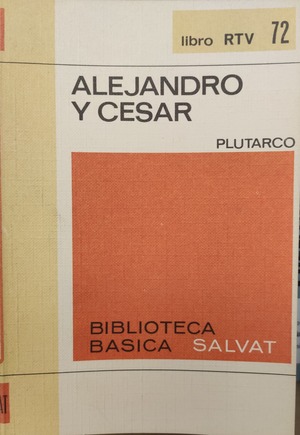 libro RTV 72
ALEJANDRO
Y CESAR
PLUTARCO
BIBLIOTECA
BASICA SALVAT